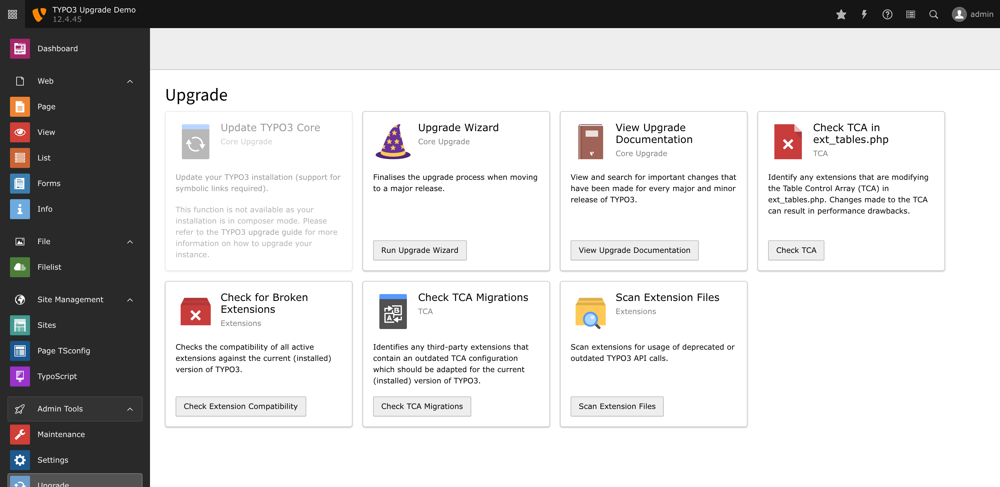 TYPO3 Upgrade Demo
12.4.45
admin
Dashboard
Web
Page
View
List
Forms
Info
File
Filelist
Site Management
Sites
Page TSconfig
TypoScript
Admin Tools
Maintenance
Settings
Upgrade
Upgrade
Update TYPO3 Core
Core Upgrade
Update your TYPO3 installation (support for
symbolic links required).
This function is not available as your
installation is in composer mode. Please
refer to the TYPO3 upgrade guide for more
information on how to upgrade your
instance.
Upgrade Wizard
Core Upgrade
Finalises the upgrade process when moving
to a major release.
Run Upgrade Wizard
View Upgrade
Documentation
Core Upgrade
View and search for important changes that
have been made for every major and minor
release of TYPO3.
View Upgrade Documentation
Check TCA in
ext_tables.php
TCA
Identify any extensions that are modifying
the Table Control Array (TCA) in
ext_tables.php. Changes made to the TCA
can result in performance drawbacks.
Check TCA
Check for Broken
Extensions
Extensions
Checks the compatibility of all active
extensions against the current (installed)
version of TYPO3.
Check Extension Compatibility
B
A
Check TCA Migrations
TCA
Identifies any third-party extensions that
contain an outdated TCA configuration
which should be adapted for the current
(installed) version of TYPO3.
Check TCA Migrations
Scan Extension Files
Extensions
Scan extensions for usage of deprecated or
outdated TYPO3 API calls.
Scan Extension Files